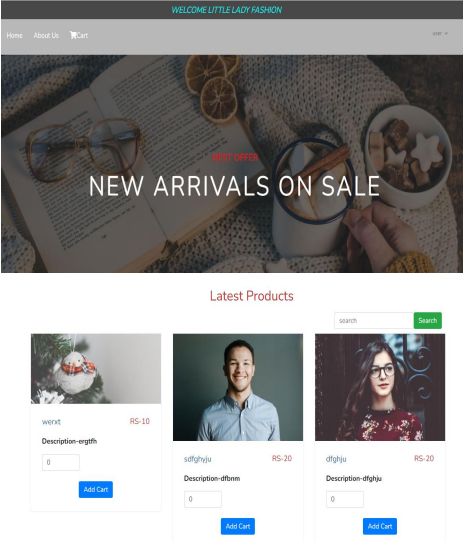 WELCOME LITTLE LADY FASHION
Home About Us Cart
BEST OFFER
NEW ARRIVALS ON SALE
Latest Products
search Search
werxt RS-10
Description-ergtfh
0
Add Cart
sdfghyju RS-20
Description-dfbnm
0
Add Cart
dfghju RS-20
Description-dfghju
0
Add Cart